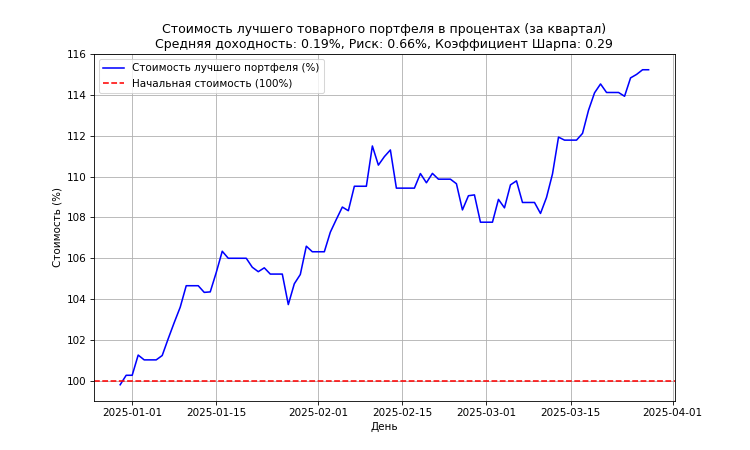 Стоимость лучшего товарного портфеля в процентах (за квартал)
Средняя доходность: 0.19%, Риск: 0.66%, Коэффициент Шарпа: 0.29
Стоимость лучшего портфеля (%)
Начальная стоимость (100%)
Стоимость (%)
116
114
112
110
108
106
104
102
100
2025-01-01 2025-01-15 2025-02-01 2025-02-15 2025-03-01 2025-03-15 2025-04-01
День